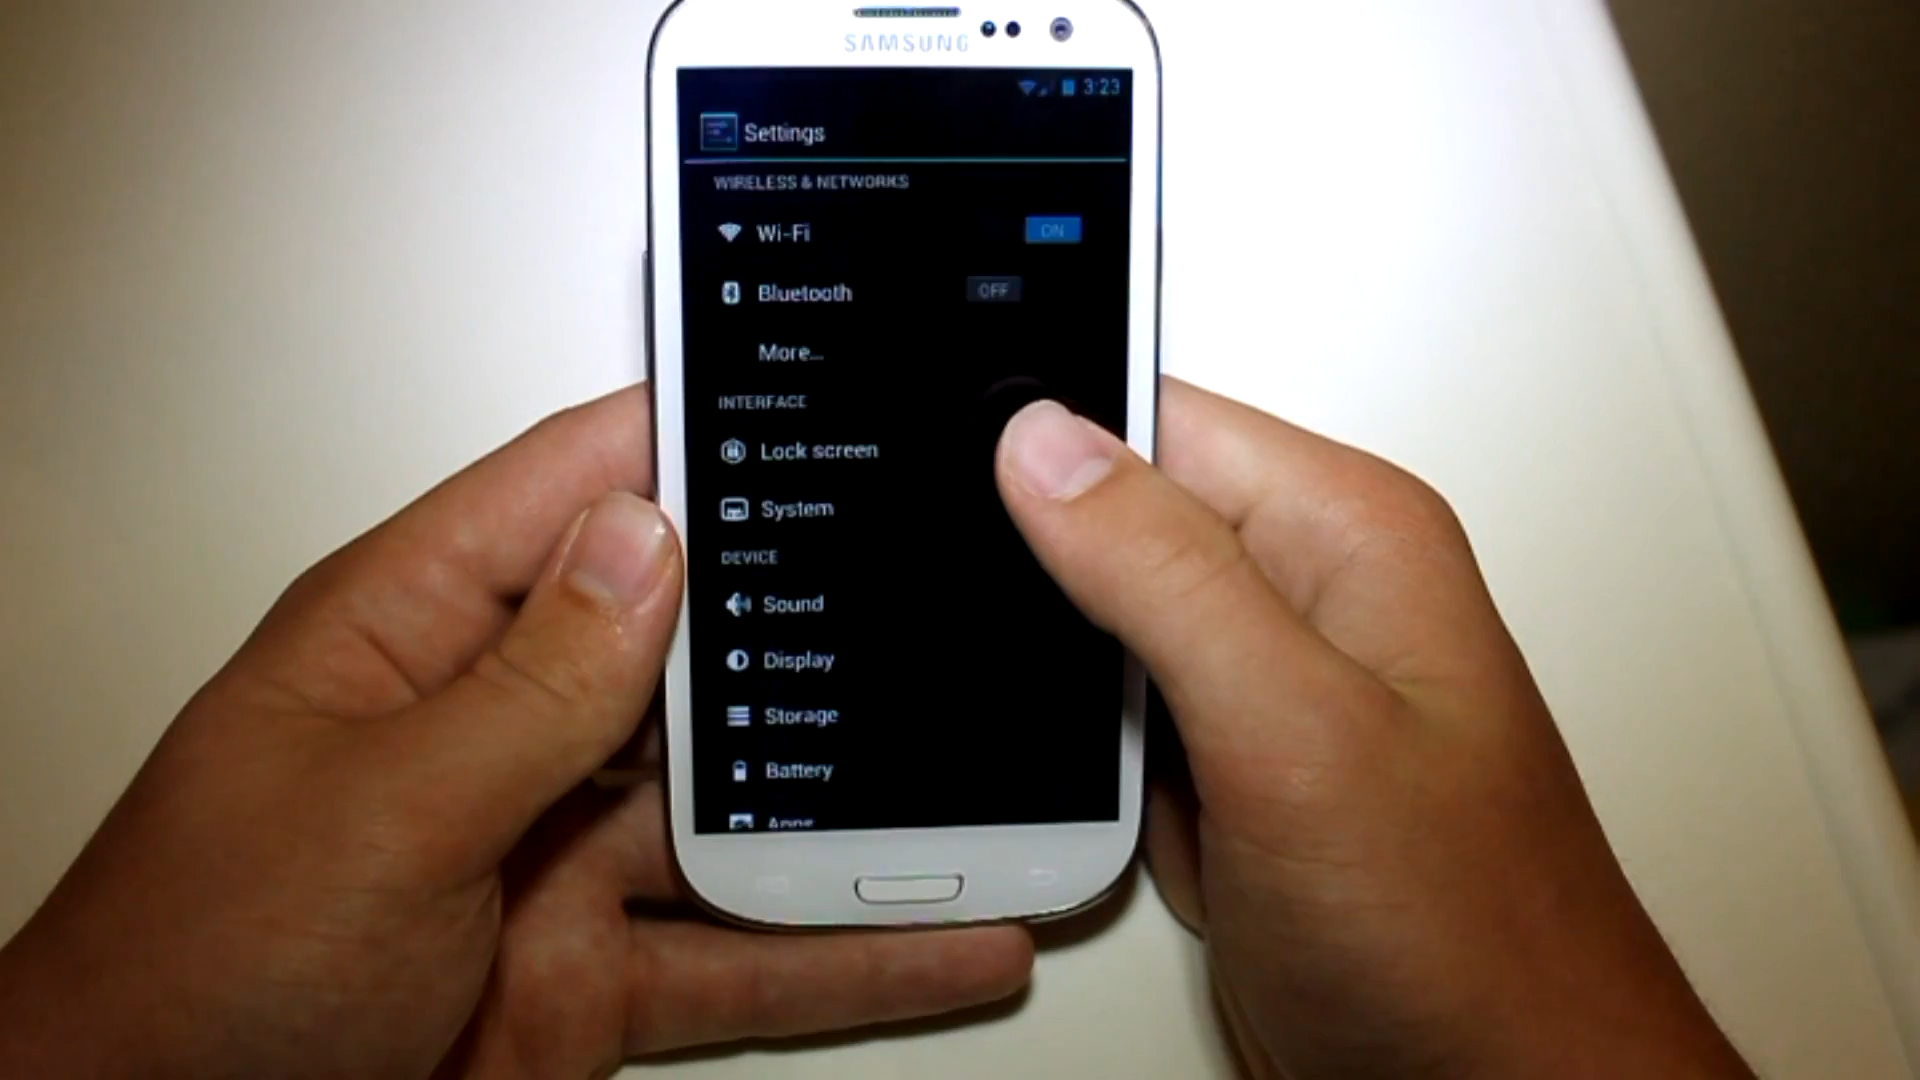 SAMSUNG
3:23
Settings
WIRELESS & NETWORKS
Wi-Fi ON
Bluetooth OFF
More...
INTERFACE
Lock screen
System
DEVICE
Sound
Display
Storage
Battery
Apps